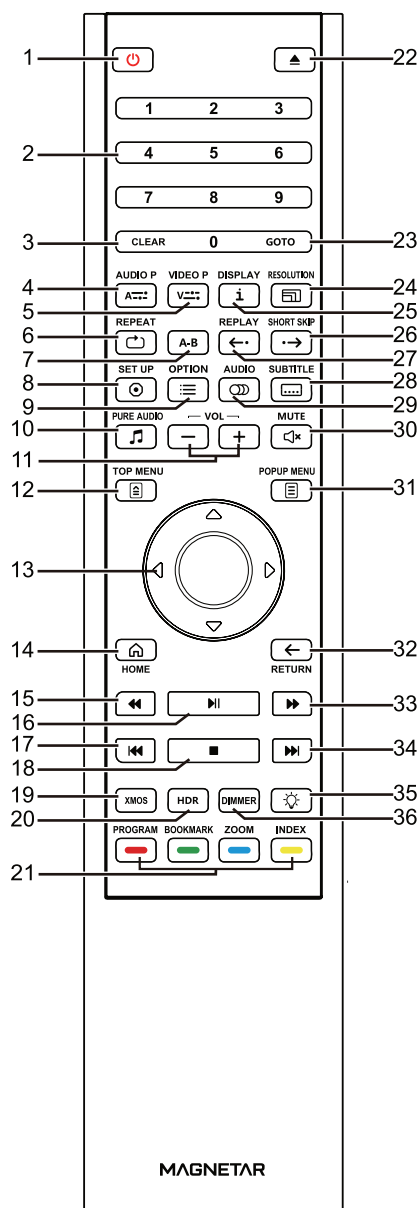 1 22
1 2 3
2 4 5 6
7 8 9
3 CLEAR 0 GOTO 23
AUDIO P VIDEO P DISPLAY RESOLUTION
4 A V i 24
5 25
REPEAT REPLAY SHORT SKIP
6 A-B 26
7 27
SET UP OPTION AUDIO SUBTITLE
8 28
9 29
PURE AUDIO VOL MUTE
10 30
11
TOP MENU POPUP MENU
12 31
13
14 32
HOME RETURN
15 33
16
17 34
18
19 XMOS HDR DIMMER 35
20 36
PROGRAM BOOKMARK ZOOM INDEX
21
MAGNETAR